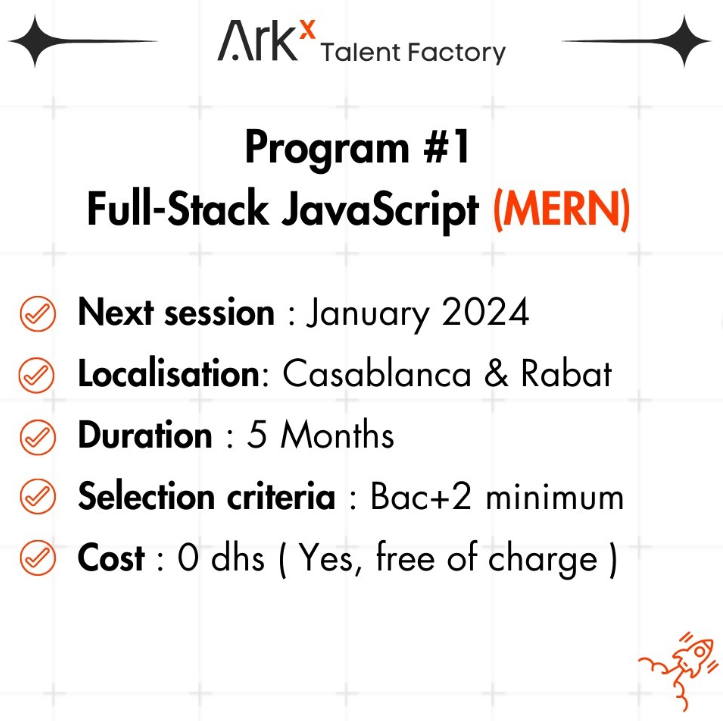 Arkx Talent Factory
Program #1
Full-Stack JavaScript (MERN)
Next session : January 2024
Localisation: Casablanca & Rabat
Duration : 5 Months
Selection criteria : Bac+2 minimum
Cost : 0 dhs ( Yes, free of charge )